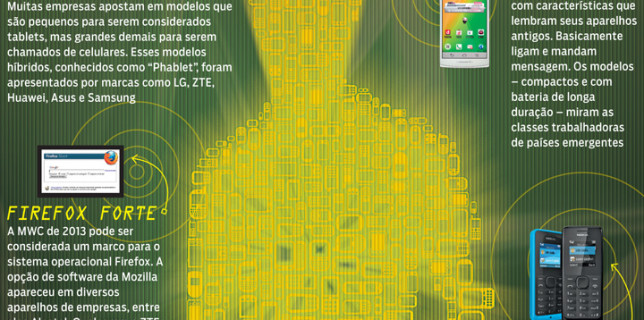 Muitas empresas apostam em modelos que
são pequenos para serem considerados
tablets, mas grandes demais para serem
chamados de celulares. Esses modelos
híbridos, conhecidos como “Phablet”, foram
apresentados por marcas como LG, ZTE,
Huawei, Asus e Samsung
com características que
lembram seus aparelhos
antigos. Basicamente
ligam e mandam
mensagem. Os modelos
– compactos e com
bateria de longa
duração – miram as
classes trabalhadoras
de países emergentes
FIREFOX FORTE
A MWC de 2013 pode ser
considerada um marco para o
sistema operacional Firefox. A
opção de software da Mozilla
apareceu em diversos
aparelhos de empresas, entre